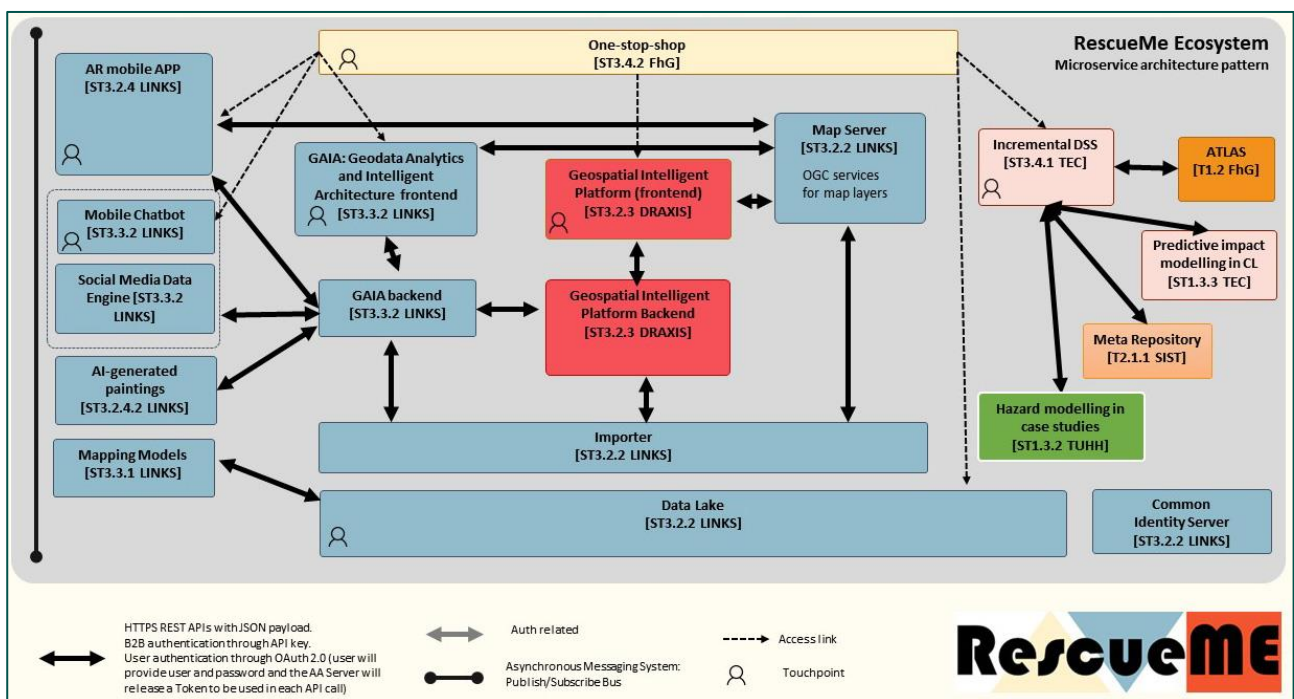 One-stop-shop
[ST3.4.2 FhG]
RescueMe Ecosystem
Microservice architecture pattern
AR mobile APP
[ST3.2.4 LINKS]
Map Server
[ST3.2.2 LINKS]
OGC services
for map layers
GAIA: Geodata Analytics
and Intelligent
Architecture frontend
[ST3.3.2 LINKS]
Geospatial Intelligent
Platform (frontend)
[ST3.2.3 DRAXIS]
Incremental DSS
[ST3.4.1 TEC]
ATLAS
[T1.2 FhG]
Mobile Chatbot
[ST3.3.2 LINKS]
Social Media Data
Engine [ST3.3.2
LINKS]
GAIA backend
[ST3.3.2 LINKS]
Geospatial Intelligent
Platform Backend
[ST3.2.3 DRAXIS]
Predictive impact
modelling in CL
[ST1.3.3 TEC]
Meta Repository
[T2.1.1 SIST]
AI-generated
paintings
[ST3.2.4.2 LINKS]
Hazard modelling in
case studies
[ST1.3.2 TUHH]
Importer
[ST3.2.2 LINKS]
Mapping Models
[ST3.3.1 LINKS]
Data Lake
[ST3.2.2 LINKS]
Common
Identity Server
[ST3.2.2 LINKS]
HTTPS REST APIs with JSON payload.
B2B authentication through API key.
User authentication through OAuth 2.0 (user will
provide user and password and the AA Server will
release a Token to be used in each API call)
Auth related
Asynchronous Messaging System:
Publish/Subscribe Bus
Access link
Touchpoint
RescueME